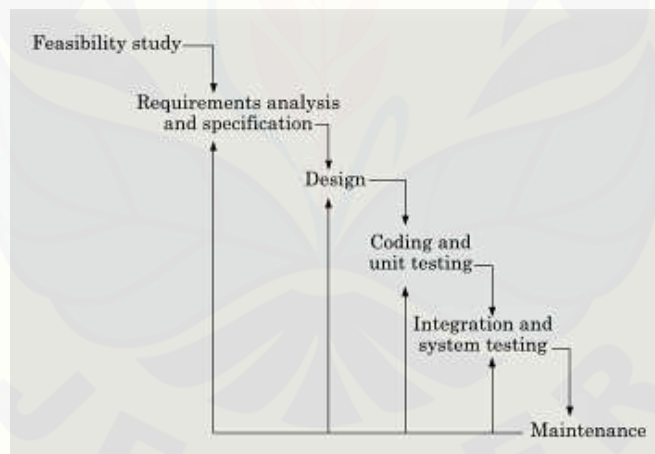 Feasibility study
Requirements analysis
and specification
Design
Coding and
unit testing
Integration and
system testing
Maintenance